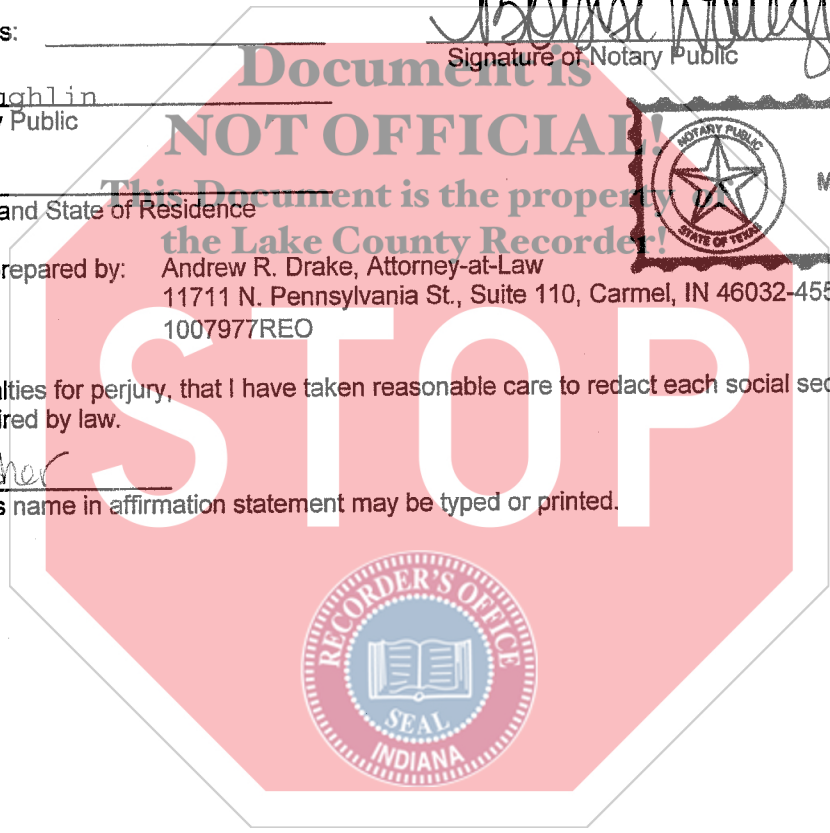 s:
Signature of Notary Public
ughlin
y Public
and State of Residence
Document is
NOT OFFICIAL!
This Document is the property of
the Lake County Recorder!
NOTARY PUBLIC
STATE OF TEXAS
M
repared by: Andrew R. Drake, Attorney-at-Law
11711 N. Pennsylvania St., Suite 110, Carmel, IN 46032-455
1007977REO
alties for perjury, that I have taken reasonable care to redact each social sec
ired by law.
s name in affirmation statement may be typed or printed.
STOP
RECORDER'S OFFICE
SEAL
INDIANA